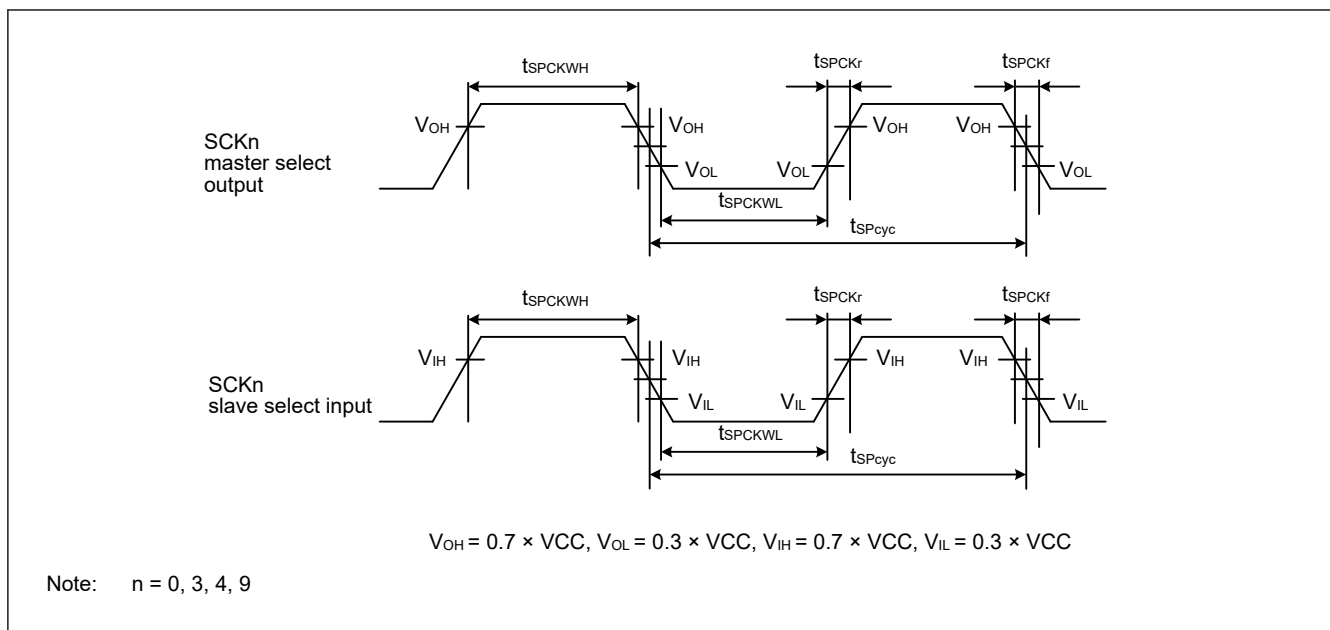 tSPCKWH
tSPCKr
tSPCKf
VOH
VOH
VOH
VOH
SCKn
master select
output
VOL
VOL
VOL
tSPCKWL
tSPcyc
tSPCKWH
tSPCKr
tSPCKf
VIH
VIH
VIH
VIH
SCKn
slave select input
VIL
VIL
VIL
tSPCKWL
tSPcyc
VOH = 0.7 × VCC, VOL = 0.3 × VCC, VIH = 0.7 × VCC, VIL = 0.3 × VCC
Note: n = 0, 3, 4, 9